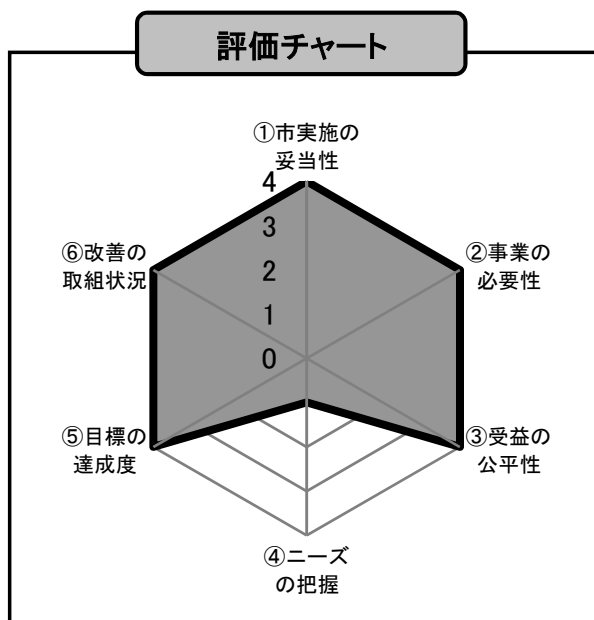 評価チャート
①市実施の
妥当性
4
3
2
1
0
②事業の
必要性
③受益の
公平性
④ニーズ
の把握
⑤目標の
達成度
⑥改善の
取組状況